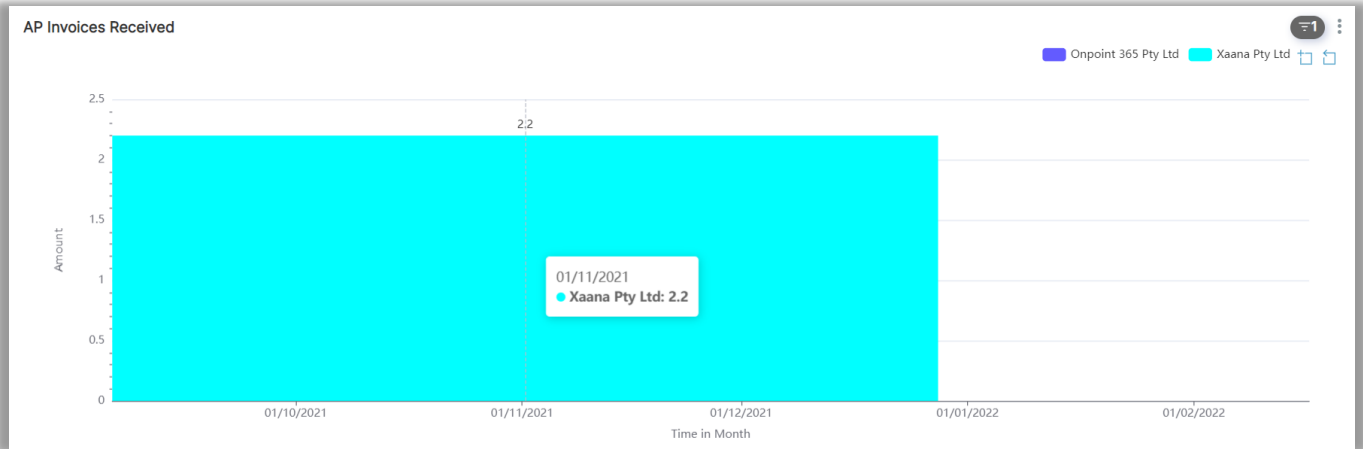 AP Invoices Received
1
Onpoint 365 Pty Ltd Xaana Pty Ltd
2.5
2.2
2
1.5
Amount
01/11/2021
Xaana Pty Ltd: 2.2
1
0.5
0
01/10/2021 01/11/2021 01/12/2021 01/01/2022 01/02/2022
Time in Month